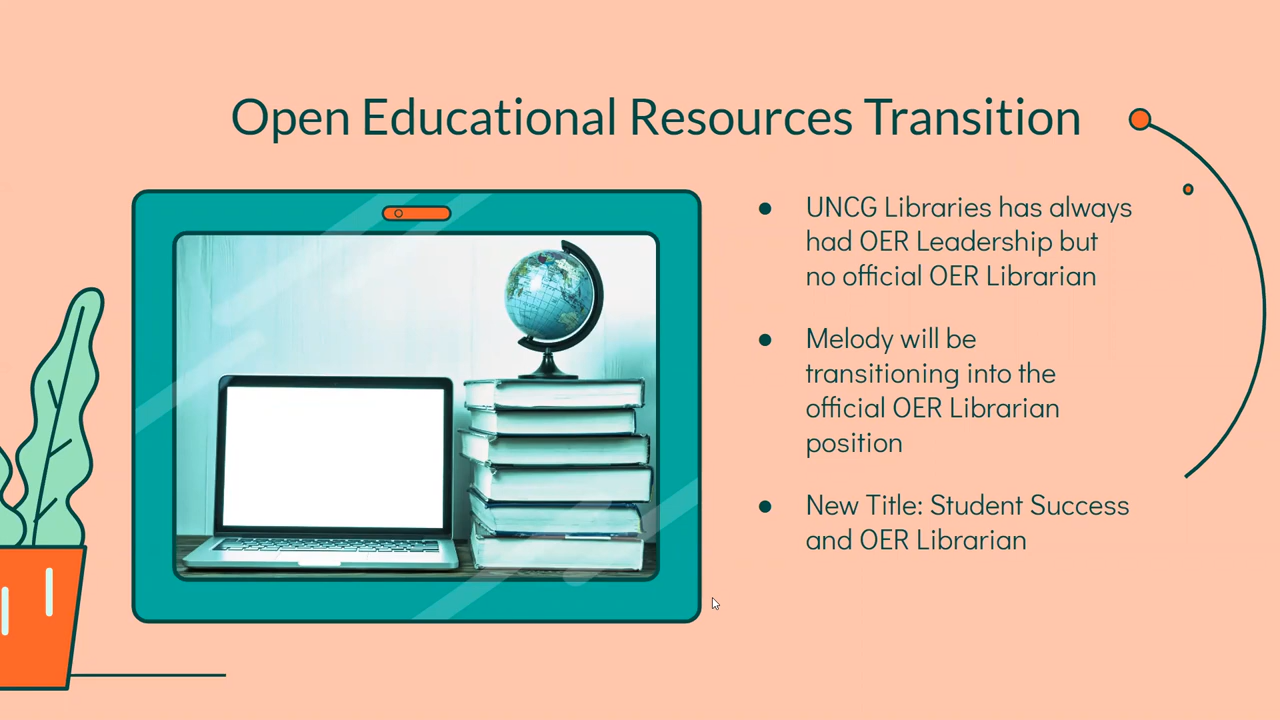 Open Educational Resources Transition
● UNCG Libraries has always
had OER Leadership but
no official OER Librarian
● Melody will be
transitioning into the
official OER Librarian
position
● New Title: Student Success
and OER Librarian